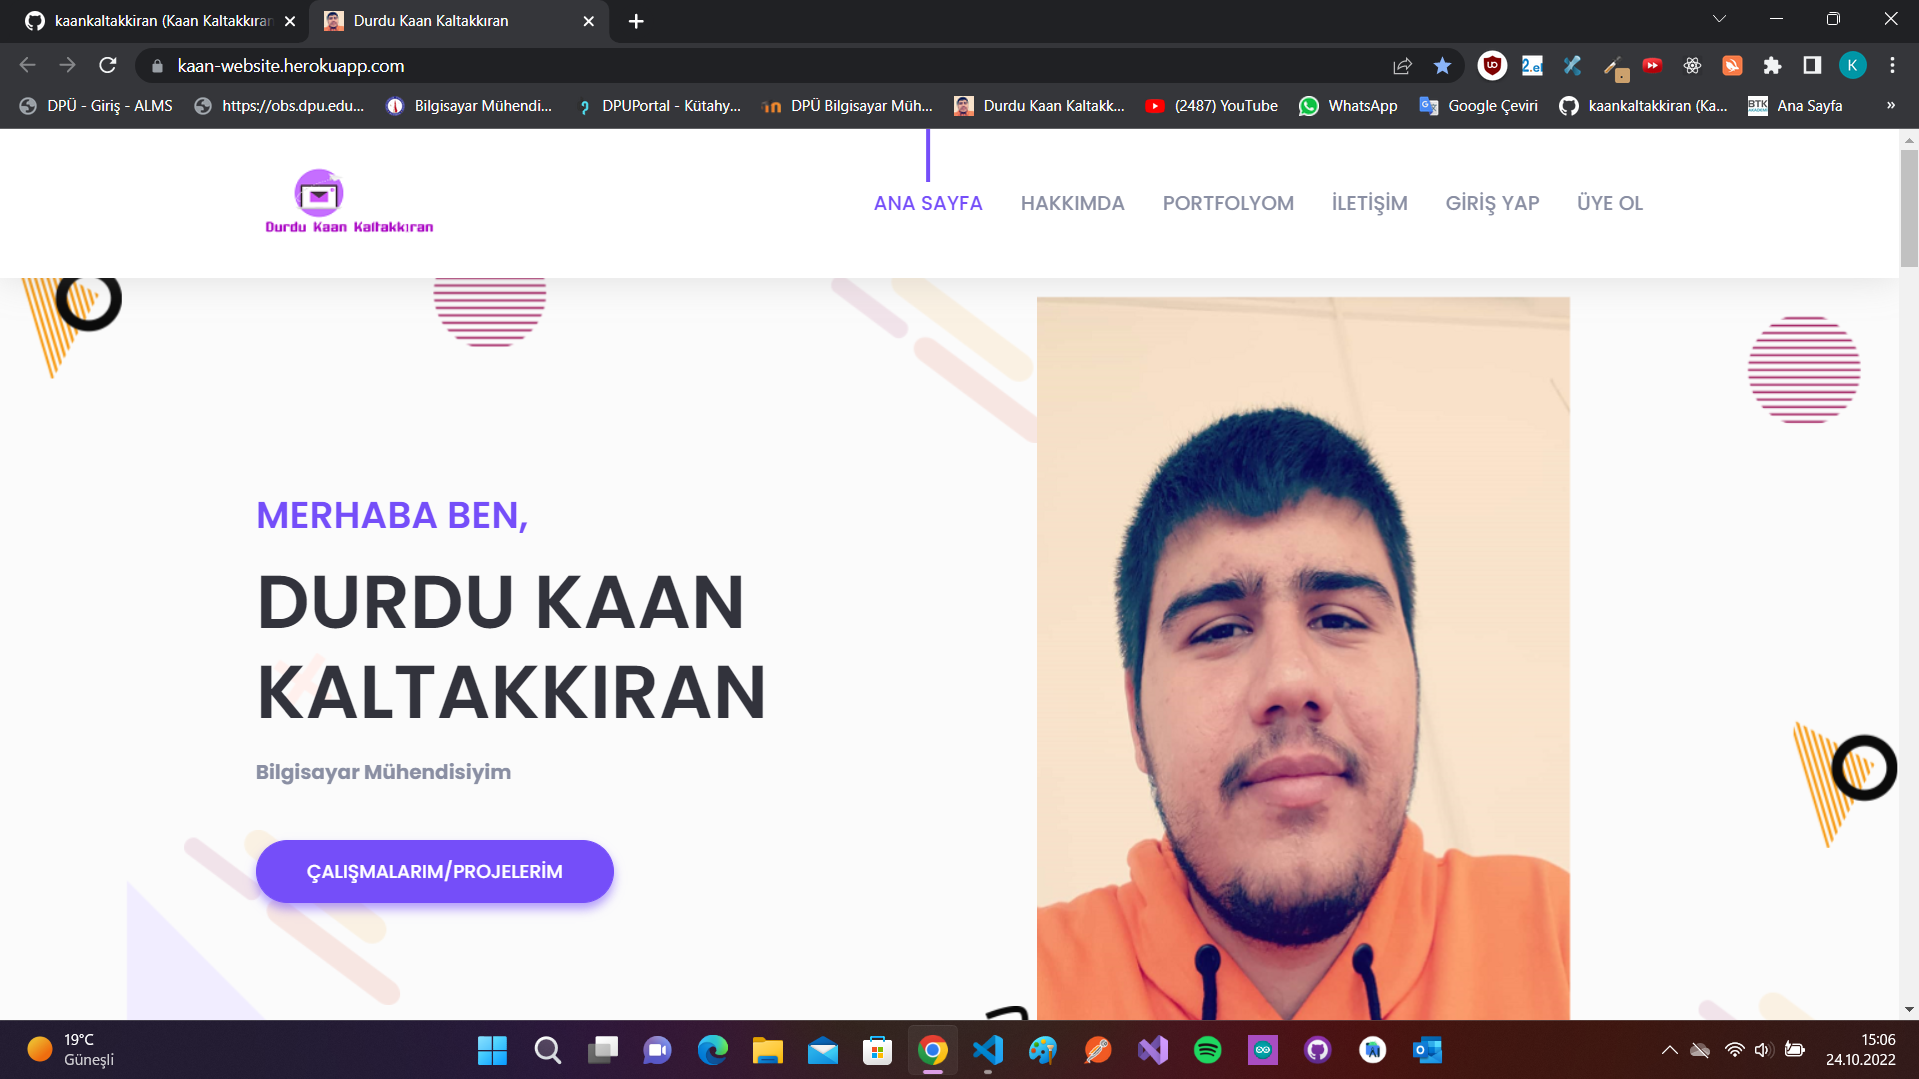 kaankaltakkiran (Kaan Kaltakkıran
Durdu Kaan Kaltakkıran
kaan-website.herokuapp.com
2.el
K
DPÜ - Giriş - ALMS
https://obs.dpu.edu...
Bilgisayar Mühendi...
DPUPortal - Kütahy...
DPÜ Bilgisayar Müh...
Durdu Kaan Kaltakk...
(2487) YouTube
WhatsApp
Google Çeviri
kaankaltakkiran (Ka...
BTK
Ana Sayfa
»
Durdu Kaan Kaltakkıran
ANA SAYFA
HAKKIMDA
PORTFOLYOM
İLETİŞİM
GİRİŞ YAP
ÜYE OL
MERHABA BEN,
DURDU KAAN
KALTAKKIRAN
Bilgisayar Mühendisiyim
ÇALIŞMALARIM/PROJELERİM
19°C
Güneşli
15:06
24.10.2022